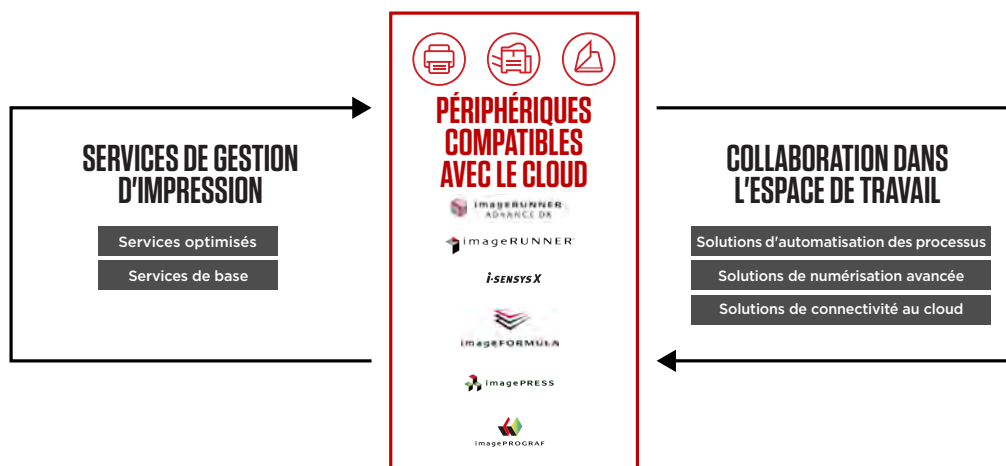 SERVICES DE GESTION
D'IMPRESSION
Services optimisés
Services de base
PÉRIPHÉRIQUES
COMPATIBLES
AVEC LE CLOUD
imageRUNNER
ADVANCE DX
imageRUNNER
i-SENSYS X
imageFORMULA
imagePRESS
imagePROGRAF
COLLABORATION DANS
L'ESPACE DE TRAVAIL
Solutions d'automatisation des processus
Solutions de numérisation avancée
Solutions de connectivité au cloud